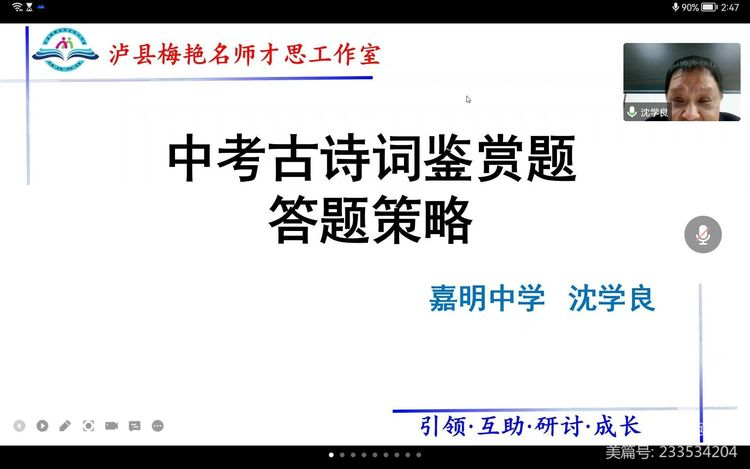 90% 2:47
泸县梅艳名师才思工作室
沈学良
中考古诗词鉴赏题
答题策略
嘉明中学 沈学良
引领·互助·研讨·成长
美篇号: 233534204